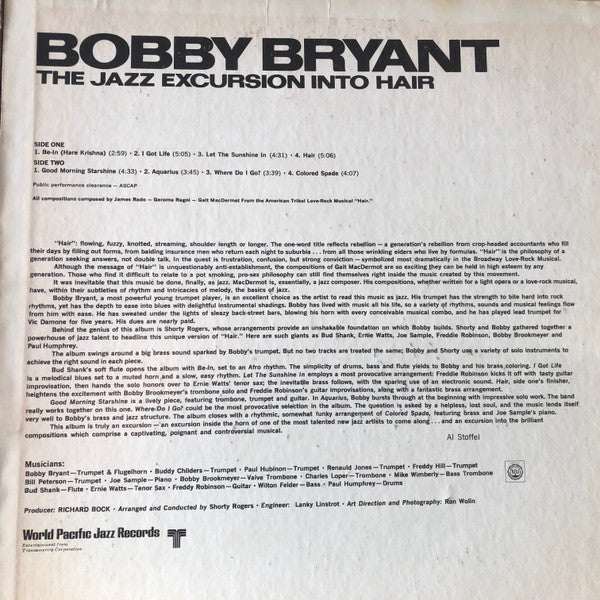 BOBBY BRYANT
THE JAZZ EXCURSION INTO HAIR
SIDE ONE
1. Be-In (Hare Krishna) (2:59) • 2. I Got Life (5:05) • 3. Let The Sunshine In (4:31) • 4. Hair (5:06)
SIDE TWO
1. Good Morning Starshine (4:33) • 2. Aquarius (3:45) • 3. Where Do I Go? (3:39) • 4. Colored Spade (4:07)
Public performance clearance — ASCAP
All compositions composed by James Rado – Gerome Ragni – Galt MacDermot From the American Tribal Love-Rock Musical "Hair."
"Hair": flowing, fuzzy, knotted, streaming, shoulder length or longer. The one-word title reflects rebellion — a generation's rebellion from crop-headed accountants who fill
their days by filling out forms, from balding insurance men who return each night to suburbia . . . from all those wrinkling elders who live by formulas. "Hair" is the philosophy of a
generation seeking answers, not double talk. In the quest is frustration, confusion, but strong conviction — symbolized most dramatically in the Broadway Love-Rock Musical.
Although the message of "Hair" is unquestionably anti-establishment, the compositions of Galt MacDermot are so exciting they can be held in high esteem by any
generation. Those who find it difficult to relate to a pot smoking, pro-sex philosophy can still find themselves right inside the music created by this movement.
It was inevitable that this music be done, finally, as jazz. MacDermot is, essentially, a jazz composer. His compositions, whether written for a light opera or a love-rock musical,
have, within their subtleties of rhythm and intricacies of melody, the basics of jazz.
Bobby Bryant, a most powerful young trumpet player, is an excellent choice as the artist to read this music as jazz. His trumpet has the strength to bite hard into rock
rhythms, yet has the depth to ease into blues with delightful instrumental shadings. Bobby has lived with all music, so a variety of rhythms, sounds and musical feelings flow
from him with ease. He has sweated under the lights of sleazy back-street bars, blowing his horn with every conceivable musical combo, and he has played lead trumpet for
Vic Damone for five years. His dues are nearly paid.
Behind the genius of this album is Shorty Rogers, whose arrangements provide an unshakable foundation on which Bobby builds. Shorty and Bobby gathered together a
powerhouse of jazz talent to headline this unique version of "Hair." Here are such giants as Bud Shank, Ernie Watts, Joe Sample, Freddie Robinson, Bobby Brookmeyer and
Paul Humphrey.
The album swings around a big brass sound sparked by Bobby's trumpet. But no two tracks are treated the same; Bobby and Shorty use a variety of solo instruments to
achieve the right sound in each piece.
Bud Shank's soft flute opens the album with Be-In, set to an Afro rhythm. The simplicity of drums, bass and flute yields to Bobby and his brass coloring. I Got Life
is a melodical blues set to a muted horn and a slow, easy rhythm. Let The Sunshine In employs a most provocative arrangement: Freddie Robinson kicks it off with tasty guitar
improvisation, then hands the solo honors over to Ernie Watts' tenor sax; the inevitable brass follows, with the sparing use of an electronic sound. Hair, side one's finisher,
heightens the excitement with Bobby Brookmeyer's trombone solo and Freddie Robinson's guitar improvisations, along with a fantastic brass arrangement.
Good Morning Starshine is a lively piece, featuring trombone, trumpet and guitar. In Aquarius, Bobby bursts through at the beginning with impressive solo work. The band
really works together on this one. Where Do I Go? could be the most provocative selection in the album. The question is asked by a helpless, lost soul, and the music lends itself
very well to Bobby's brass and jazz structure. The album closes with a rhythmic, somewhat funky arrangement of Colored Spade, featuring brass and Joe Sample's piano.
This album is truly an excursion — an excursion inside the horn of one of the most talented new jazz artists to come along . . . and an excursion into the brilliant
compositions which comprise a captivating, poignant and controversial musical.
Al Stoffel
Musicians:
Bobby Bryant—Trumpet & Flugelhorn • Buddy Childers—Trumpet • Paul Hubinon—Trumpet • Renauld Jones—Trumpet • Freddy Hill—Trumpet
Bill Peterson—Trumpet • Joe Sample—Piano • Bobby Brookmeyer—Valve Trombone • Charles Loper—Trombone • Mike Wimberly—Bass Trombone
Bud Shank—Flute • Ernie Watts—Tenor Sax • Freddy Robinson—Guitar • Wilton Felder—Bass • Paul Humphrey—Drums
Producer: RICHARD BOCK • Arranged and Conducted by Shorty Rogers • Engineer: Lanky Linstrot • Art Direction and Photography: Ron Wolin
World Pacific Jazz Records
Entertainment from
Transamerica Corporation